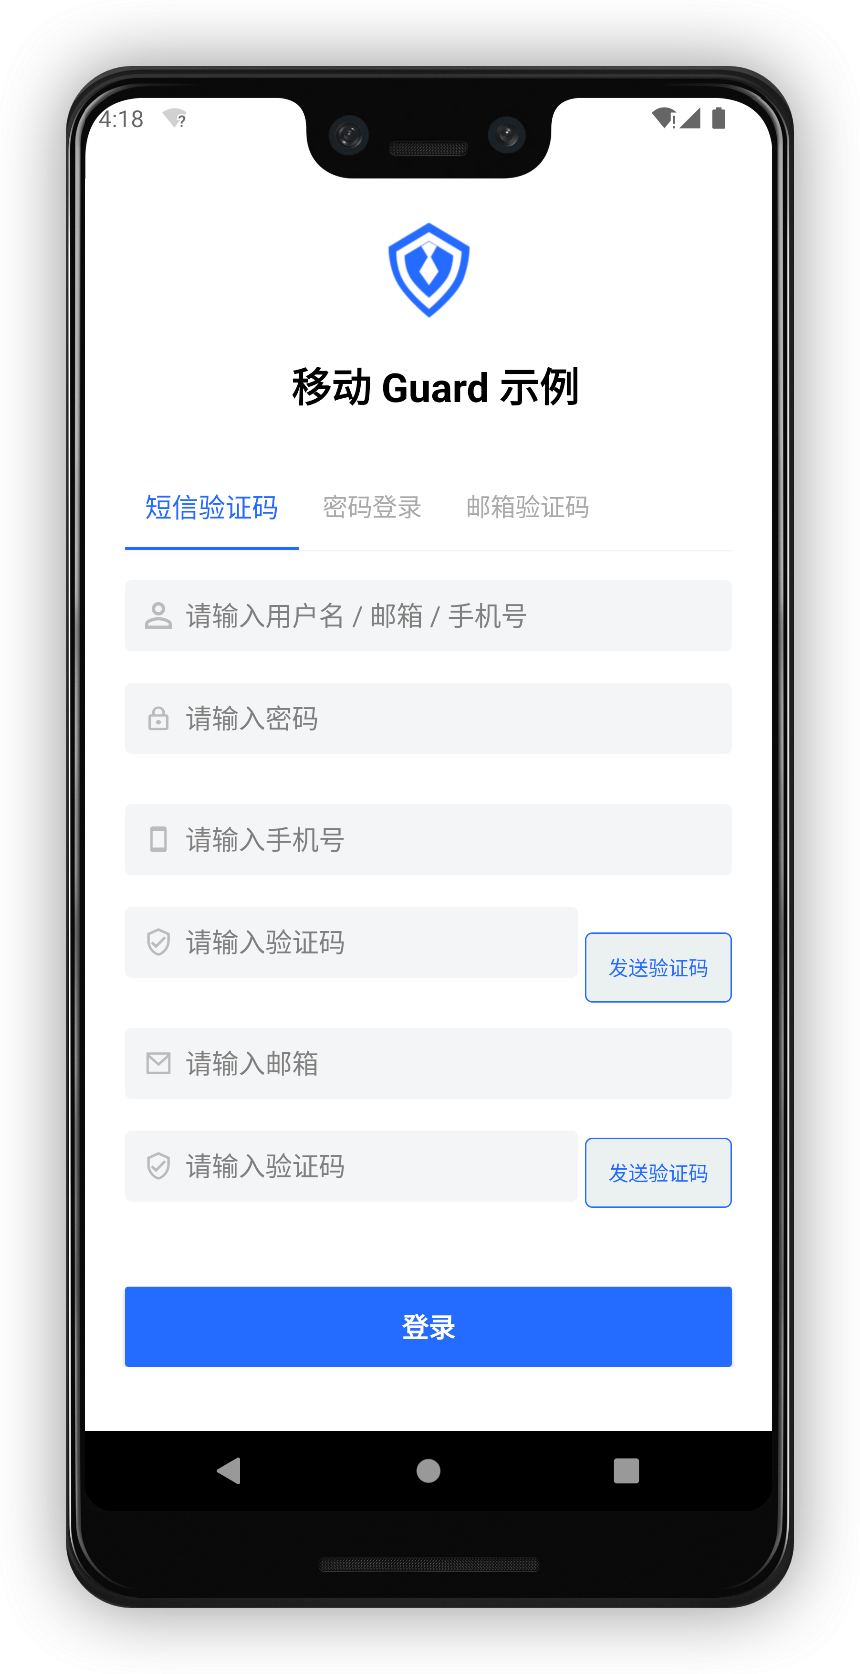 4:18
移动 Guard 示例
短信验证码 密码登录 邮箱验证码
请输入用户名 / 邮箱 / 手机号
请输入密码
请输入手机号
请输入验证码
发送验证码
请输入邮箱
请输入验证码
发送验证码
登录